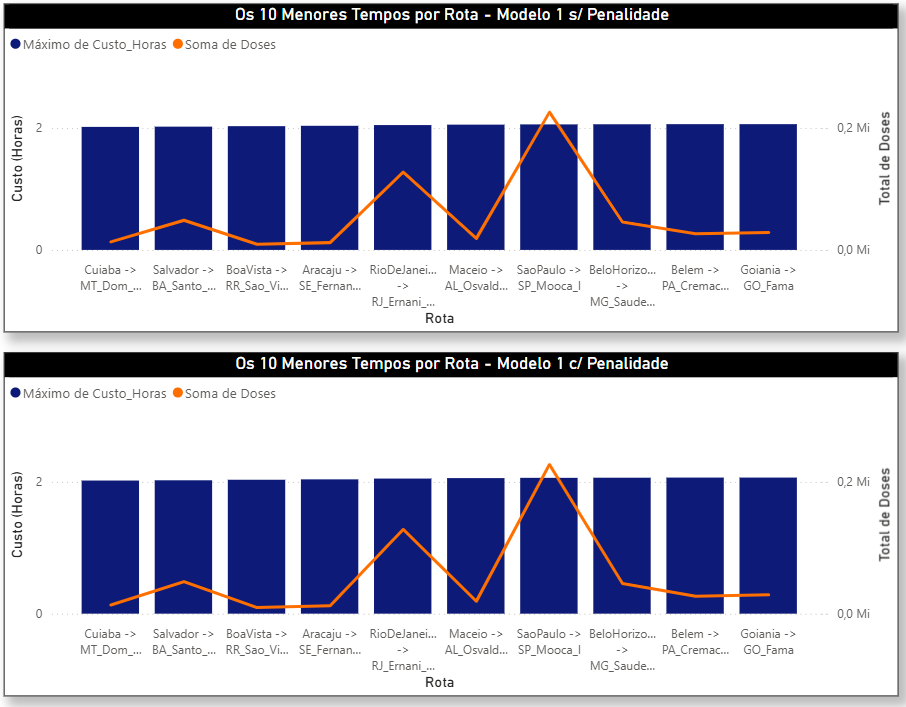 Os 10 Menores Tempos por Rota - Modelo 1 s/ Penalidade
Máximo de Custo_Horas Soma de Doses
Custo (Horas)
2
0
0,2 Mi
0,0 Mi
Total de Doses
Cuiaba -> MT_Dom_...
Salvador -> BA_Santo_...
BoaVista -> RR_Sao_Vi...
Aracaju -> SE_Fernan...
RioDeJanei... -> RJ_Ernani_...
Maceio -> AL_Osvald...
SaoPaulo -> SP_Mooca_I
BeloHorizo... -> MG_Saude...
Belem -> PA_Cremac...
Goiania -> GO_Fama
Rota
Os 10 Menores Tempos por Rota - Modelo 1 c/ Penalidade
Máximo de Custo_Horas Soma de Doses
Custo (Horas)
2
0
0,2 Mi
0,0 Mi
Total de Doses
Cuiaba -> MT_Dom_...
Salvador -> BA_Santo_...
BoaVista -> RR_Sao_Vi...
Aracaju -> SE_Fernan...
RioDeJanei... -> RJ_Ernani_...
Maceio -> AL_Osvald...
SaoPaulo -> SP_Mooca_I
BeloHorizo... -> MG_Saude...
Belem -> PA_Cremac...
Goiania -> GO_Fama
Rota